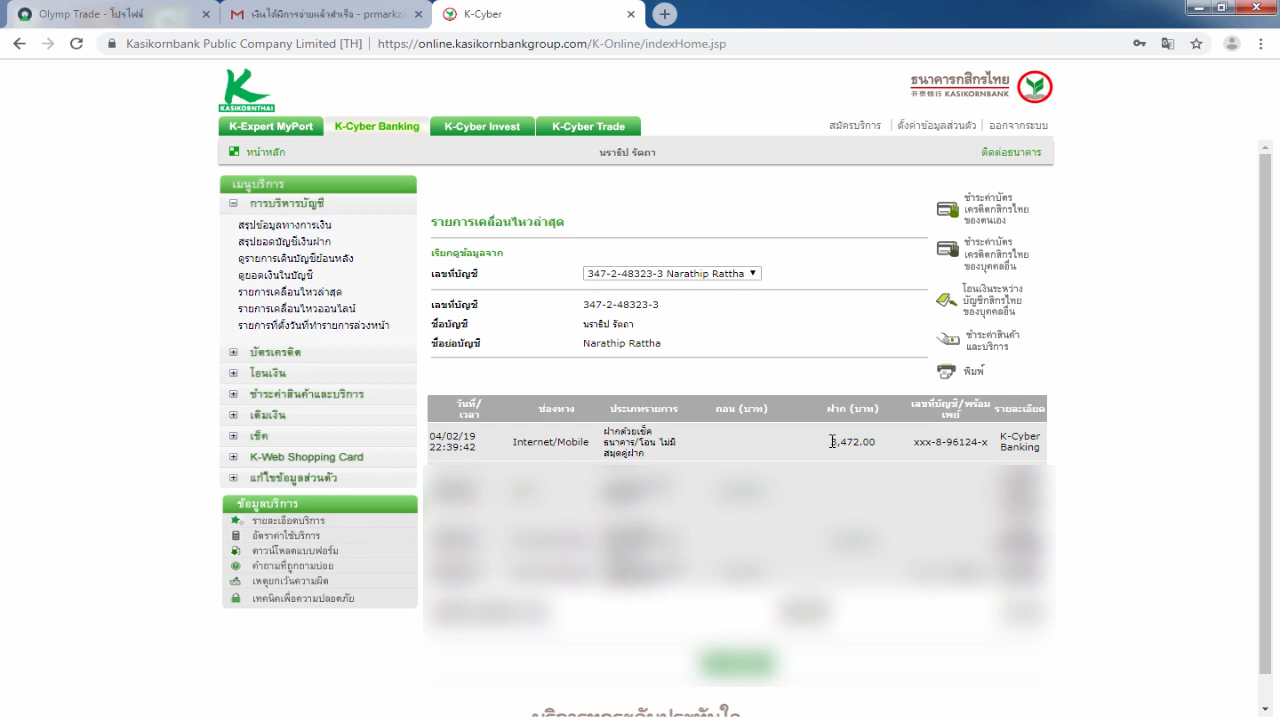 Olymp Trade - โปรไฟล์
เงินได้มีการจ่ายแล้วสำเร็จ - prmarkz
K-Cyber
Kasikornbank Public Company Limited [TH]
https://online.kasikornbankgroup.com/K-Online/indexHome.jsp
K
KASIKORNTHAI
ธนาคารกสิกรไทย
开泰银行 KASIKORNBANK
K-Expert MyPort
K-Cyber Banking
K-Cyber Invest
K-Cyber Trade
สมัครบริการ
ตั้งค่าข้อมูลส่วนตัว
ออกจากระบบ
หน้าหลัก
นราธิป รัตถา
ติดต่อธนาคาร
เมนูบริการ
การบริหารบัญชี
สรุปข้อมูลทางการเงิน
สรุปยอดบัญชีเงินฝาก
ดูรายการเดินบัญชีย้อนหลัง
ดูยอดเงินในบัญชี
รายการเคลื่อนไหวล่าสุด
รายการเคลื่อนไหวออนไลน์
รายการที่ตั้งวันที่ทำรายการล่วงหน้า
บัตรเครดิต
โอนเงิน
ชำระค่าสินค้าและบริการ
เติมเงิน
เช็ค
K-Web Shopping Card
แก้ไขข้อมูลส่วนตัว
ข้อมูลบริการ
รายละเอียดบริการ
อัตราค่าใช้บริการ
ดาวน์โหลดแบบฟอร์ม
คำถามที่ถูกถามบ่อย
เหตุยกเว้นความผิด
เทคนิคเพื่อความปลอดภัย
รายการเคลื่อนไหวล่าสุด
เรียกดูข้อมูลจาก
เลขที่บัญชี
347-2-48323-3 Narathip Rattha
เลขที่บัญชี
347-2-48323-3
ชื่อบัญชี
นราธิป รัตถา
ชื่อย่อบัญชี
Narathip Rattha
ชำระค่าบัตร
เครดิตกสิกรไทย
ของตนเอง
ชำระค่าบัตร
เครดิตกสิกรไทย
ของบุคคลอื่น
โอนเงินระหว่าง
บัญชีกสิกรไทย
ของบุคคลอื่น
ชำระค่าสินค้า
และบริการ
พิมพ์
วันที่/
เวลา
ช่องทาง
ประเภทรายการ
ถอน (บาท)
ฝาก (บาท)
เลขที่บัญชี/พร้อม
เพย์
รายละเอียด
04/02/19
22:39:42
Internet/Mobile
ฝากด้วยเช็ค
ธนาคาร/โอน ไม่มี
สมุดคู่ฝาก
,472.00
xxx-8-96124-x
K-Cyber
Banking